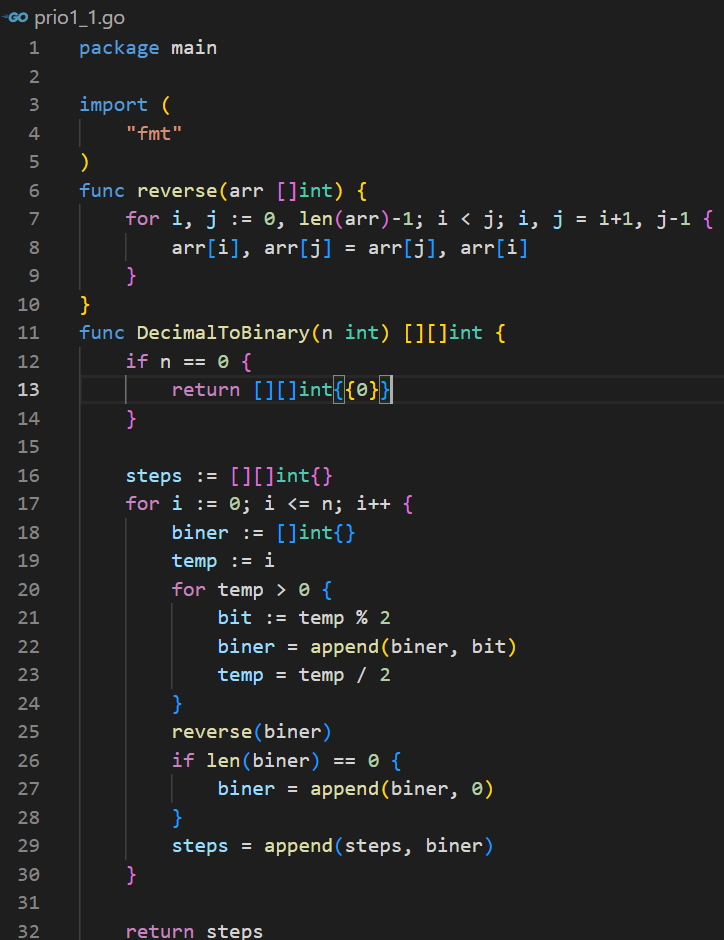 GO prio1_1.go
1 package main
2
3 import (
4     "fmt"
5 )
6 func reverse(arr []int) {
7     for i, j := 0, len(arr)-1; i < j; i, j = i+1, j-1 {
8         arr[i], arr[j] = arr[j], arr[i]
9     }
10 }
11 func DecimalToBinary(n int) [][]int {
12     if n == 0 {
13         return [][]int{{0}}
14     }
15
16     steps := [][]int{}
17     for i := 0; i <= n; i++ {
18         biner := []int{}
19         temp := i
20         for temp > 0 {
21             bit := temp % 2
22             biner = append(biner, bit)
23             temp = temp / 2
24         }
25         reverse(biner)
26         if len(biner) == 0 {
27             biner = append(biner, 0)
28         }
29         steps = append(steps, biner)
30     }
31
32     return steps